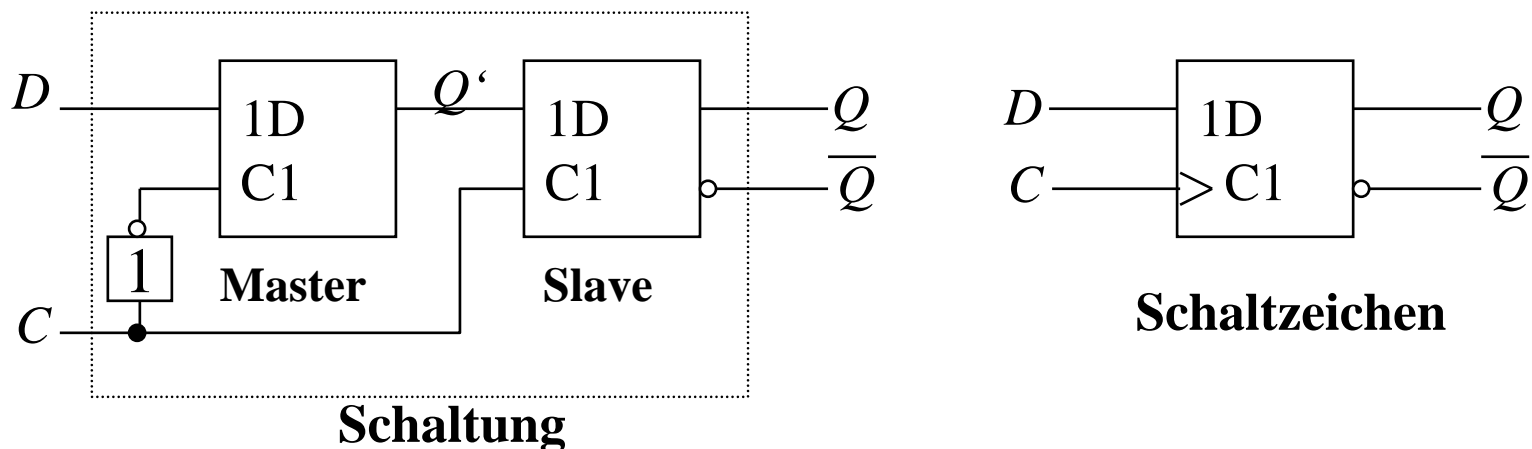 D
1D
C1
1
Master
Q‘
1D
C1
Slave
Q
Q̅
C
Schaltung
D
C
1D
C1
Q
Q̅
Schaltzeichen